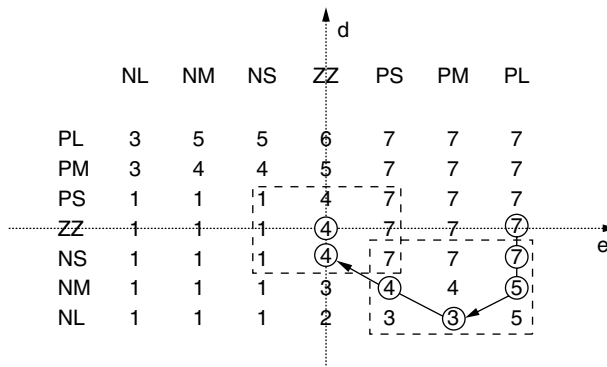 d
NL NM NS ZZ PS PM PL
PL 3 5 5 6 7 7 7
PM 3 4 4 5 7 7 7
PS 1 1 1 4 7 7 7
ZZ 1 1 1 4 7 7 7
e
NS 1 1 1 4 7 7 7
NM 1 1 1 3 4 4 5
NL 1 1 1 2 3 3 5